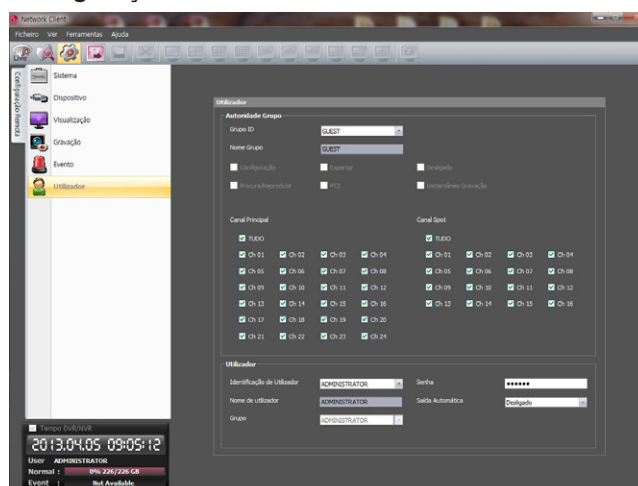 Network Client
Ficheiro Ver Ferramentas Ajuda
Live
Configuração Remota
Sistema
Dispositivo
Visualização
Gravação
Evento
Utilizador
Utilizador
Autoridade Grupo
Grupo ID GUEST
Nome Grupo GUEST
Configuração Exportar Desligado
Procura/Reproduzir PTZ Instantâneo Gravação
Canal Principal Canal Spot
TUDO TUDO
Ch 01 Ch 02 Ch 03 Ch 04 Ch 01 Ch 02 Ch 03 Ch 04
Ch 05 Ch 06 Ch 07 Ch 08 Ch 05 Ch 06 Ch 07 Ch 08
Ch 09 Ch 10 Ch 11 Ch 12 Ch 09 Ch 10 Ch 11 Ch 12
Ch 13 Ch 14 Ch 15 Ch 16 Ch 13 Ch 14 Ch 15 Ch 16
Ch 17 Ch 18 Ch 19 Ch 20
Ch 21 Ch 22 Ch 23 Ch 24
Utilizador
Identificação de Utilizador ADMINISTRATOR Senha ••••••
Nome de utilizador ADMINISTRATOR Saída Automática Desligado
Grupo ADMINISTRATOR
Tempo DVR/NVR
2013.04.05 09:05:12
User ADMINISTRATOR
Normal : 0% 226/226 GB
Event : Not Available